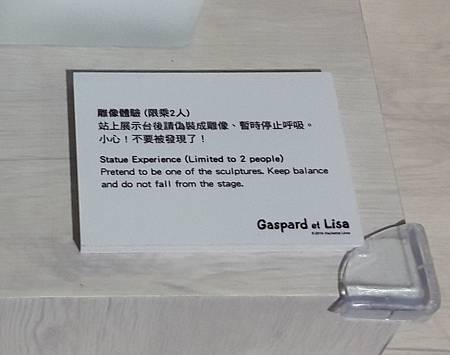 雕像體驗 (限乘2人)
站上展示台後請偽裝成雕像、暫時停止呼吸。
小心！不要被發現了！
Statue Experience (Limited to 2 people)
Pretend to be one of the sculptures. Keep balance
and do not fall from the stage.
Gaspard et Lisa